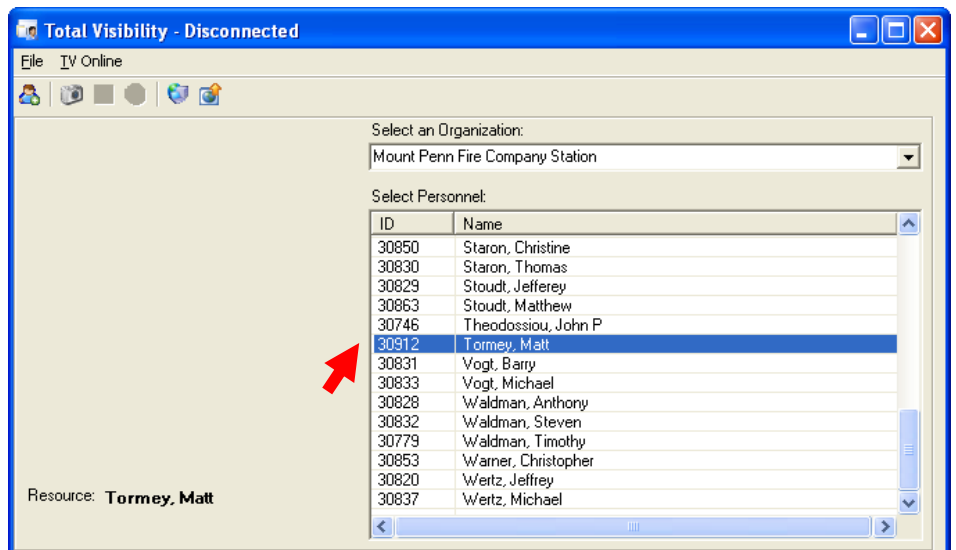 Total Visibility - Disconnected
File TV Online
Select an Organization:
Mount Penn Fire Company Station
Select Personnel:
ID Name
30850 Staron, Christine
30830 Staron, Thomas
30829 Stoudt, Jefferey
30863 Stoudt, Matthew
30746 Theodossiou, John P
30912 Tormey, Matt
30831 Vogt, Barry
30833 Vogt, Michael
30828 Waldman, Anthony
30832 Waldman, Steven
30779 Waldman, Timothy
30853 Warner, Christopher
30820 Wertz, Jeffrey
30837 Wertz, Michael
Resource: Tormey, Matt